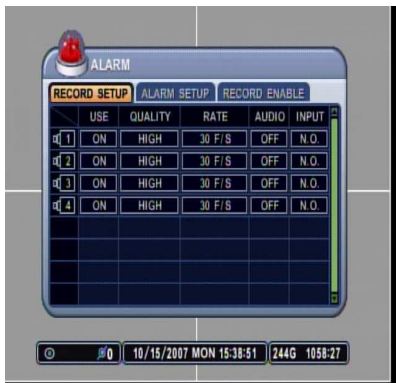 ALARM
RECORD SETUP ALARM SETUP RECORD ENABLE
USE QUALITY RATE AUDIO INPUT
1 ON HIGH 30 F/S OFF N.O.
2 ON HIGH 30 F/S OFF N.O.
3 ON HIGH 30 F/S OFF N.O.
4 ON HIGH 30 F/S OFF N.O.
0 10/15/2007 MON 15:38:51 244G 1058:27